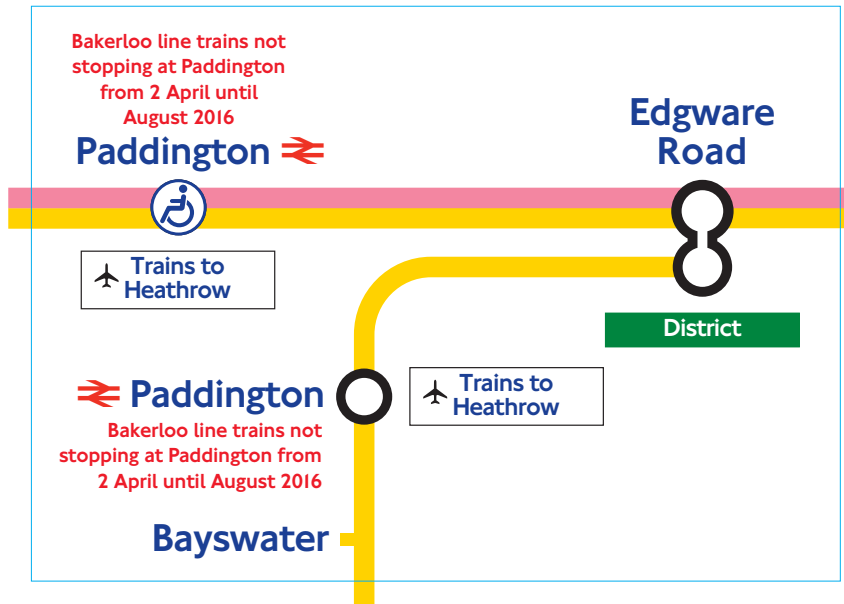 Bakerloo line trains not
stopping at Paddington
from 2 April until
August 2016
Paddington
Edgware
Road
Trains to
Heathrow
District
Paddington
Trains to
Heathrow
Bakerloo line trains not
stopping at Paddington from
2 April until August 2016
Bayswater